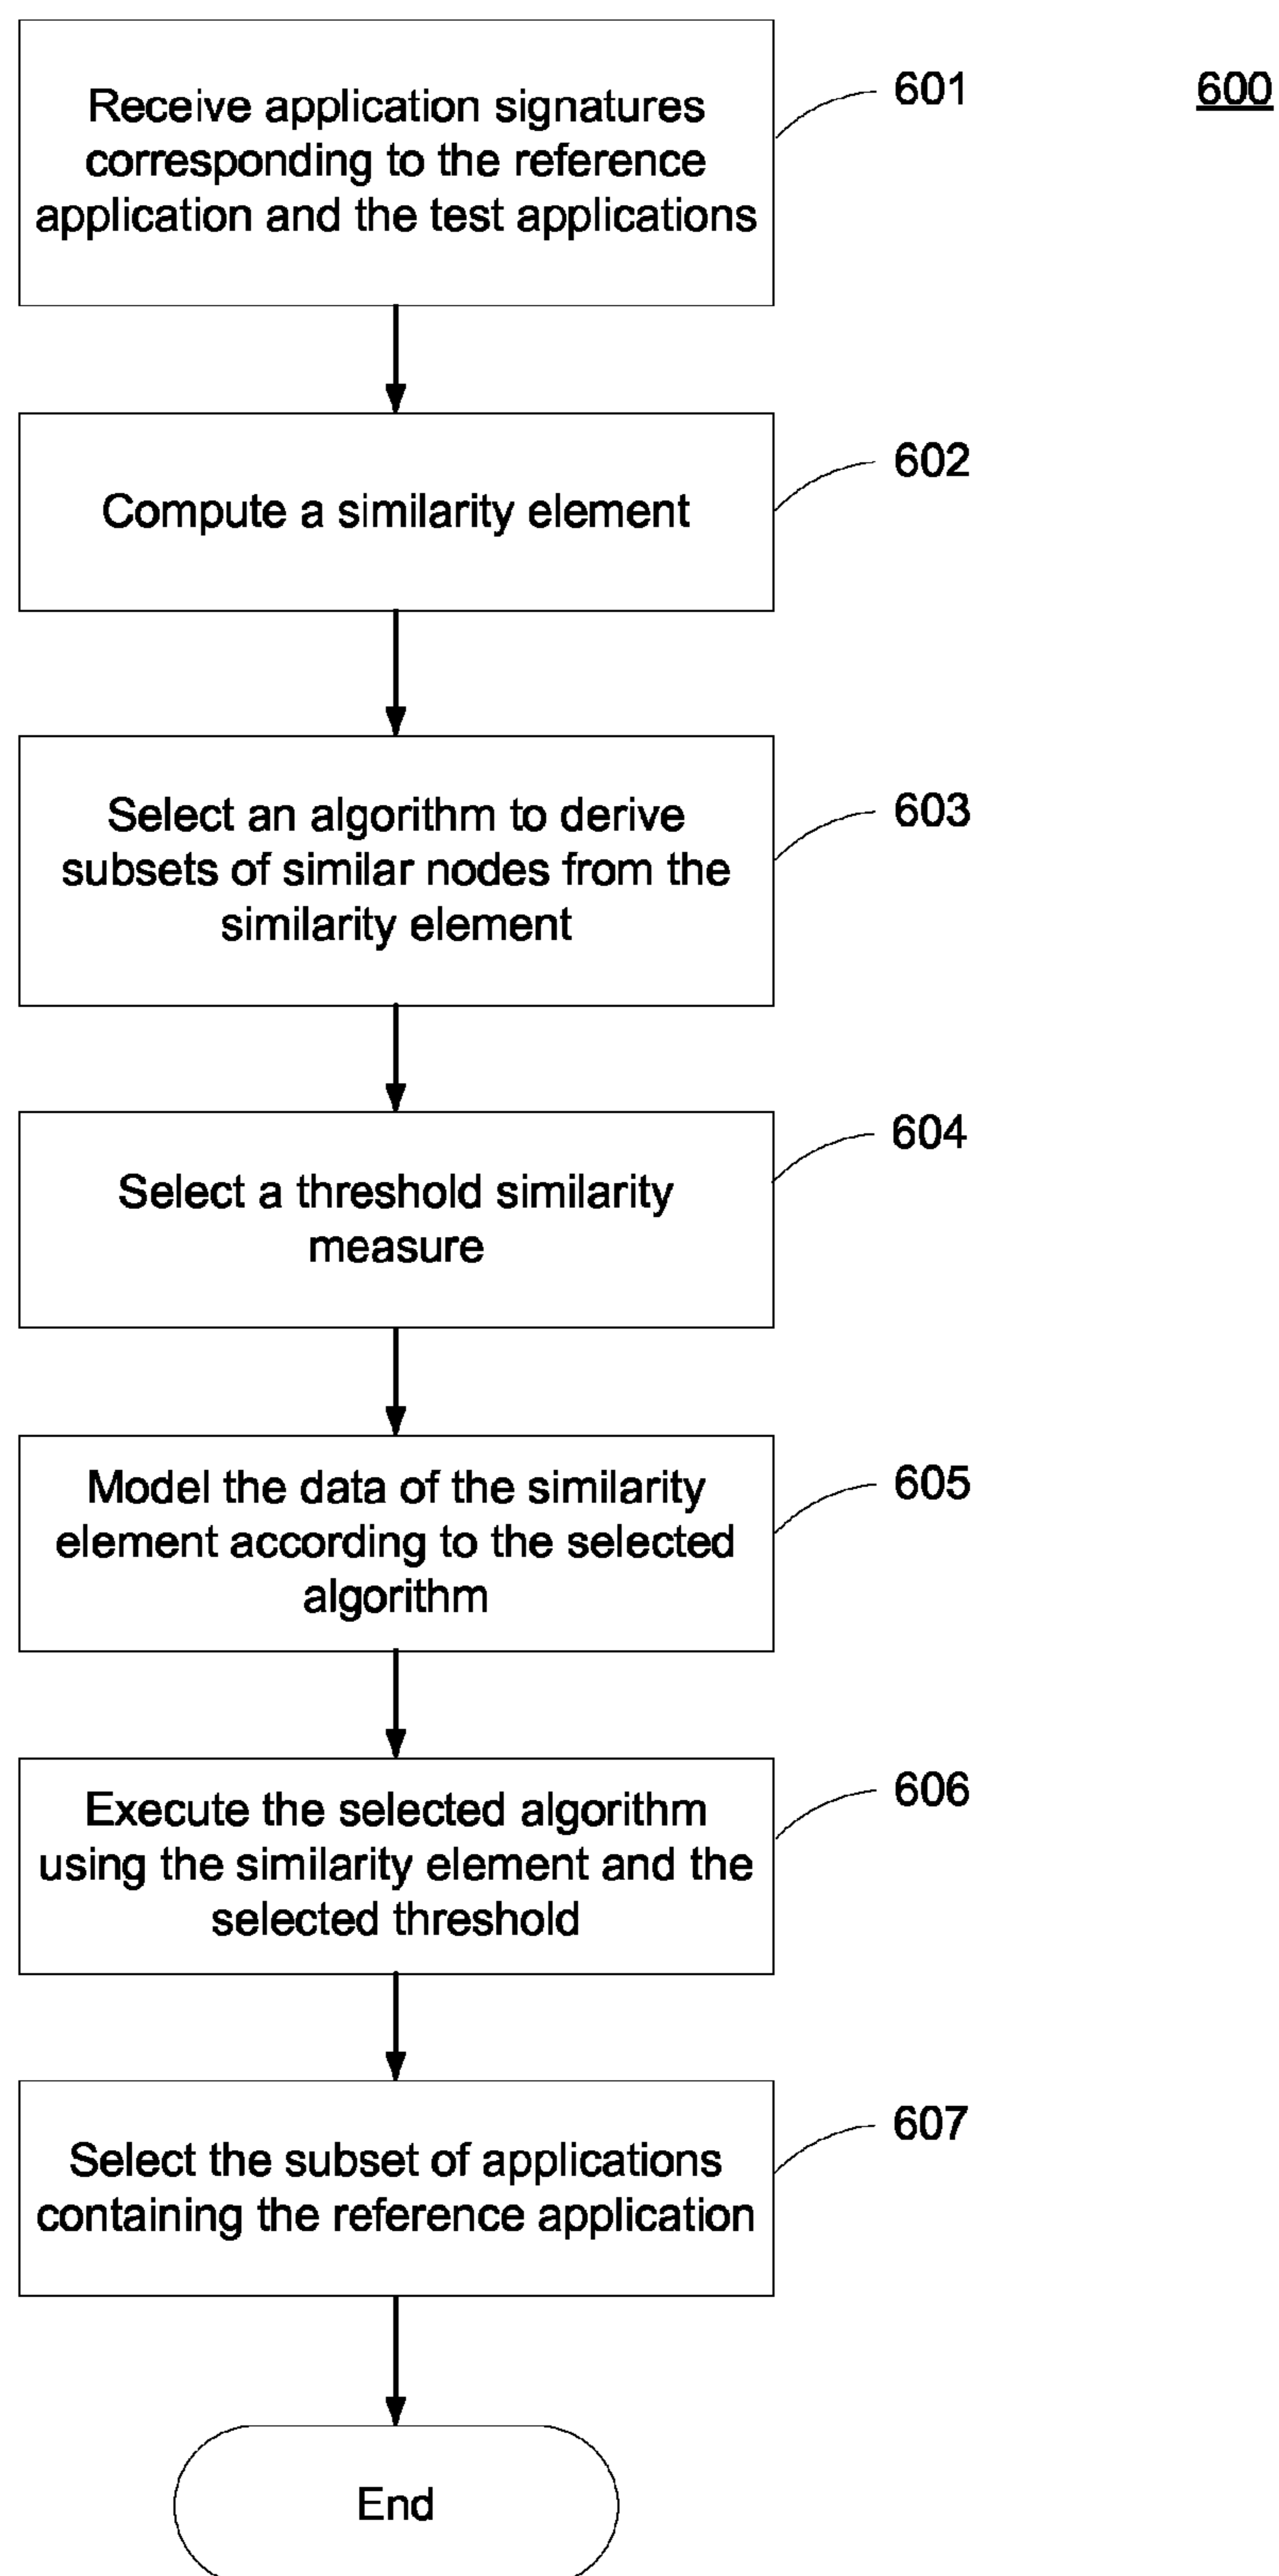 Receive application signatures
corresponding to the reference
application and the test applications
601
600
Compute a similarity element
602
Select an algorithm to derive
subsets of similar nodes from the
similarity element
603
Select a threshold similarity
measure
604
Model the data of the similarity
element according to the selected
algorithm
605
Execute the selected algorithm
using the similarity element and the
selected threshold
606
Select the subset of applications
containing the reference application
607
End